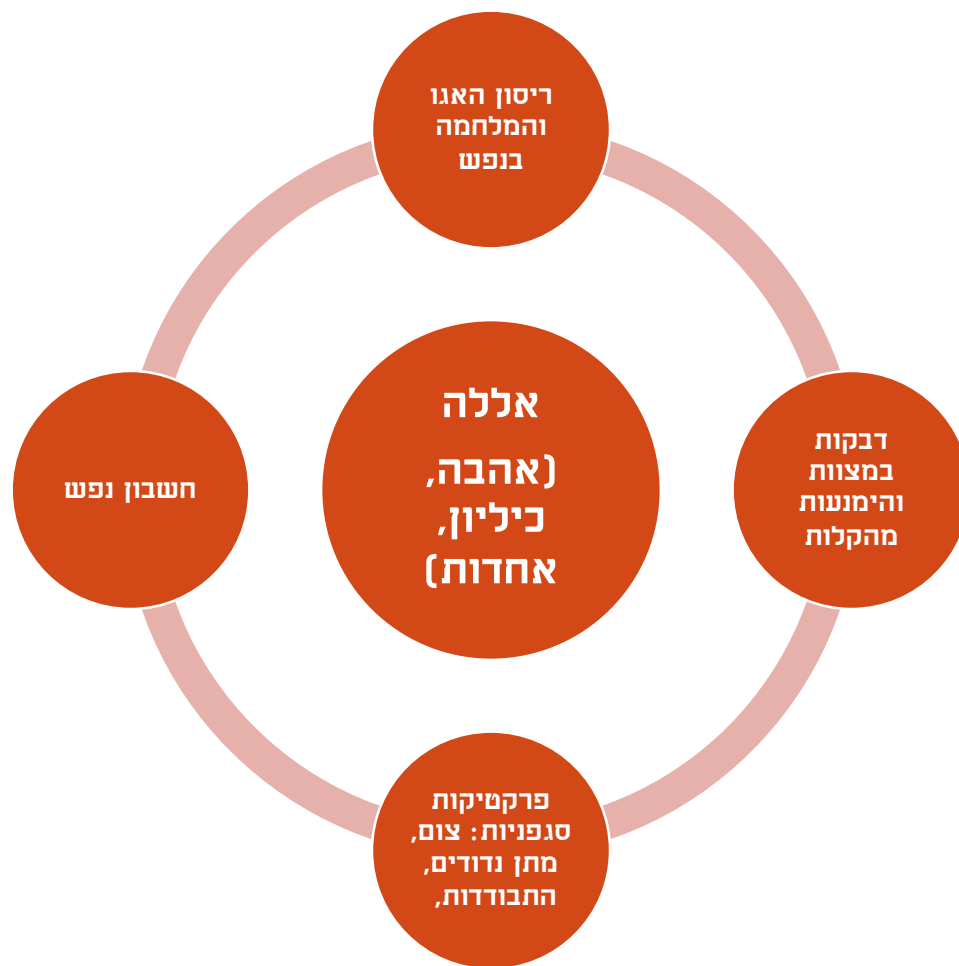 ריסון האגו
והמלחמה
בנפש
אללה
(אהבה,
כיליון,
אחדות)
דבקות
במצוות
והימנעות
מהקלות
פרקטיקות
סגפניות: צום,
מתן נדודים,
התבודדות,
חשבון נפש